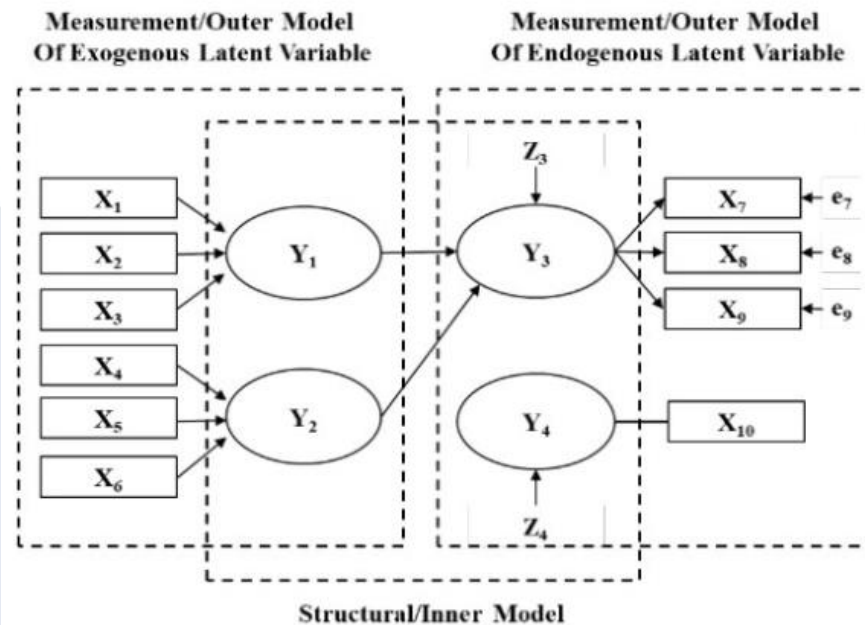 Measurement/Outer Model
Of Exogenous Latent Variable
Measurement/Outer Model
Of Endogenous Latent Variable
X₁
X₂
X₃
X₄
X₅
X₆
Y₁
Y₂
Z₃
Y₃
Y₄
Z₄
X₇
X₈
X₉
X₁₀
e₇
e₈
e₉
Structural/Inner Model